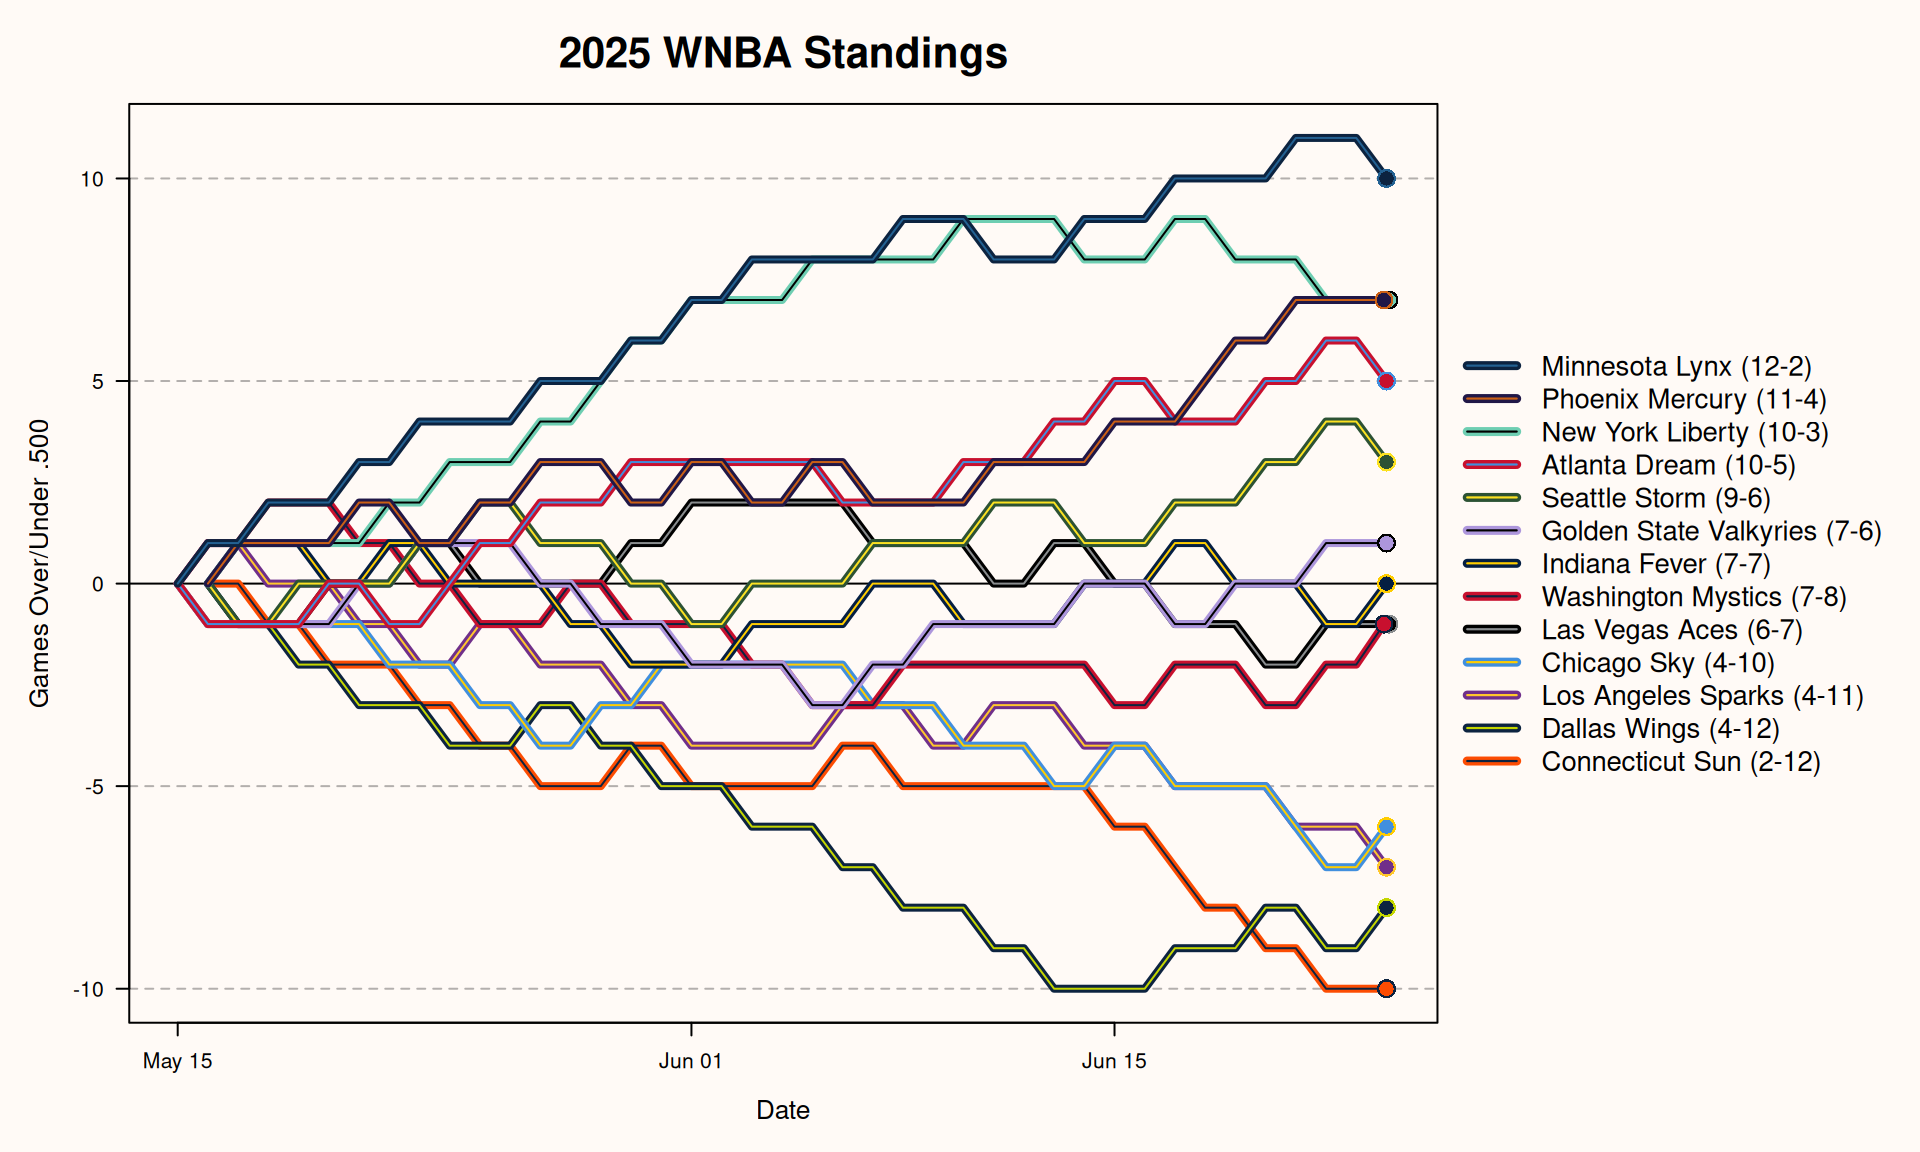 2025 WNBA Standings
Games Over/Under .500
10
5
0
-5
-10
May 15
Jun 01
Jun 15
Date
Minnesota Lynx (12-2)
Phoenix Mercury (11-4)
New York Liberty (10-3)
Atlanta Dream (10-5)
Seattle Storm (9-6)
Golden State Valkyries (7-6)
Indiana Fever (7-7)
Washington Mystics (7-8)
Las Vegas Aces (6-7)
Chicago Sky (4-10)
Los Angeles Sparks (4-11)
Dallas Wings (4-12)
Connecticut Sun (2-12)